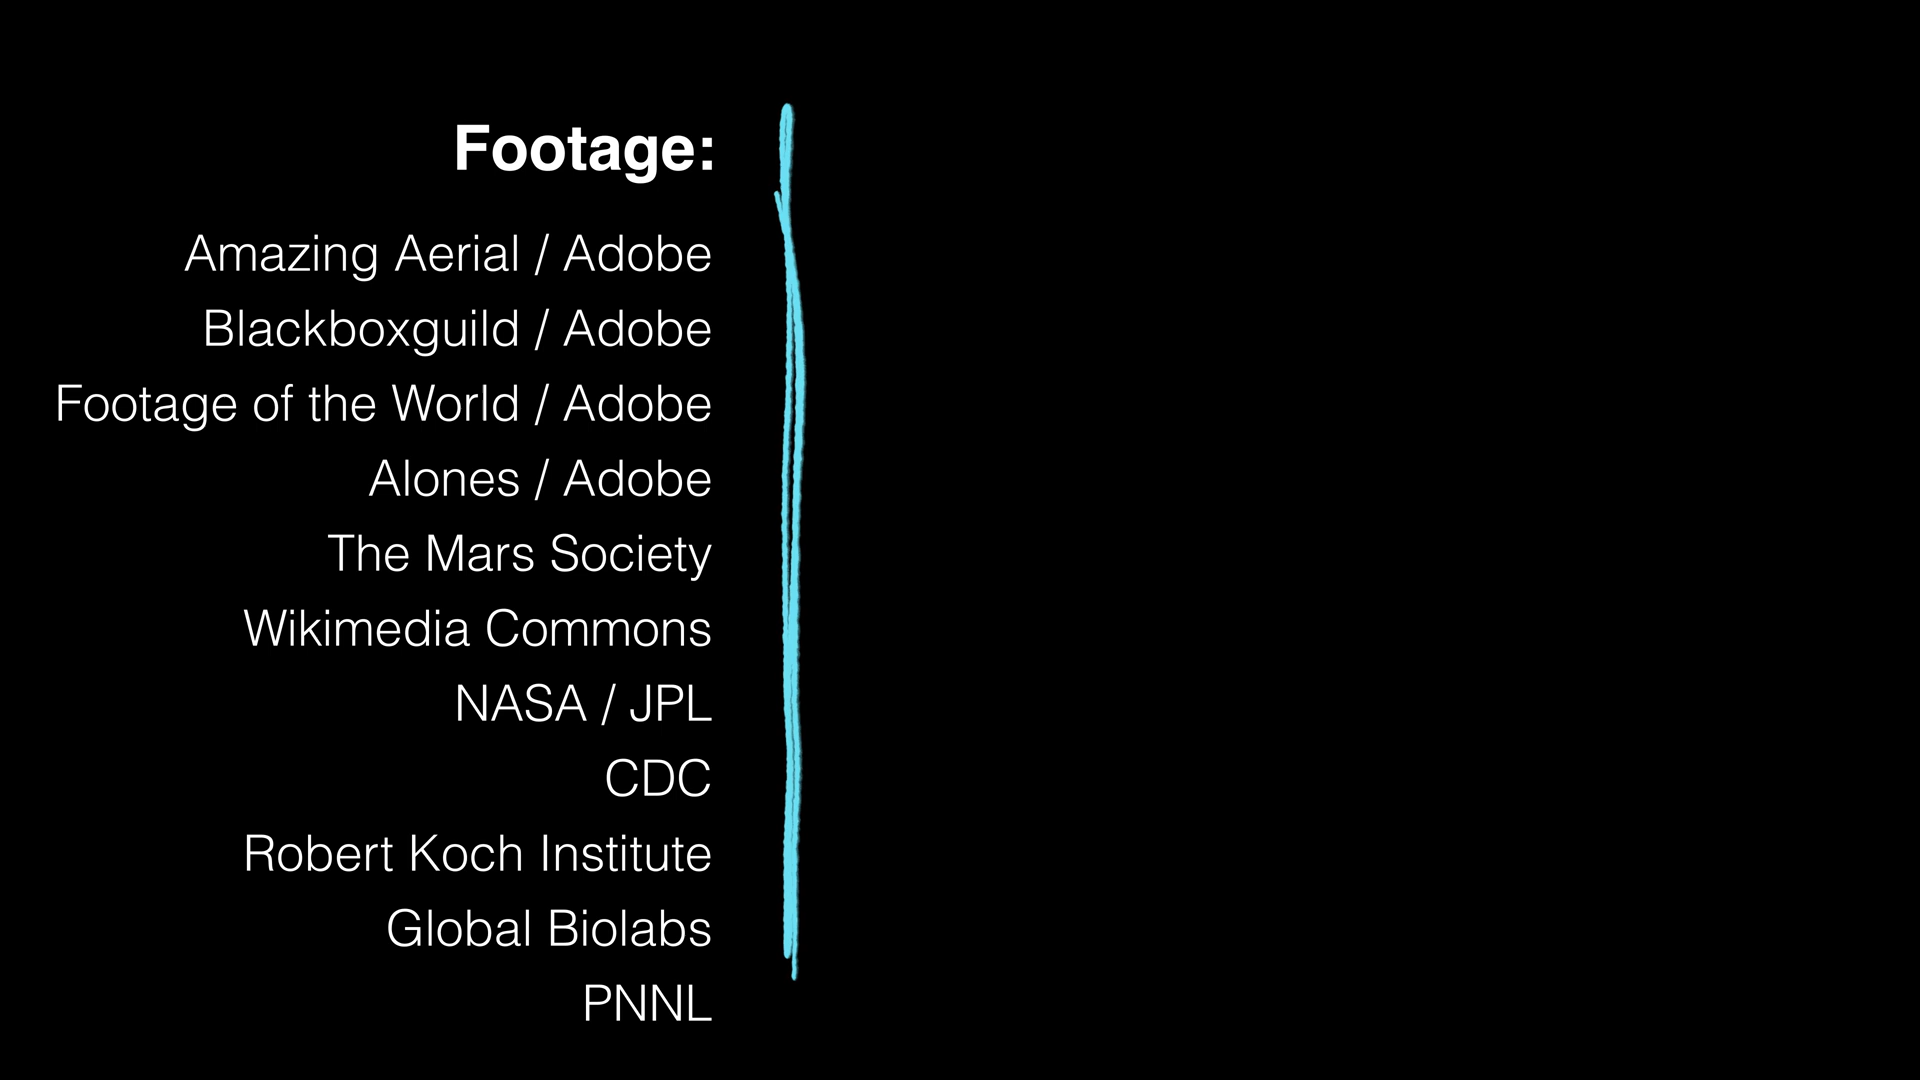 Footage:
Amazing Aerial / Adobe
Blackboxguild / Adobe
Footage of the World / Adobe
Alones / Adobe
The Mars Society
Wikimedia Commons
NASA / JPL
CDC
Robert Koch Institute
Global Biolabs
PNNL